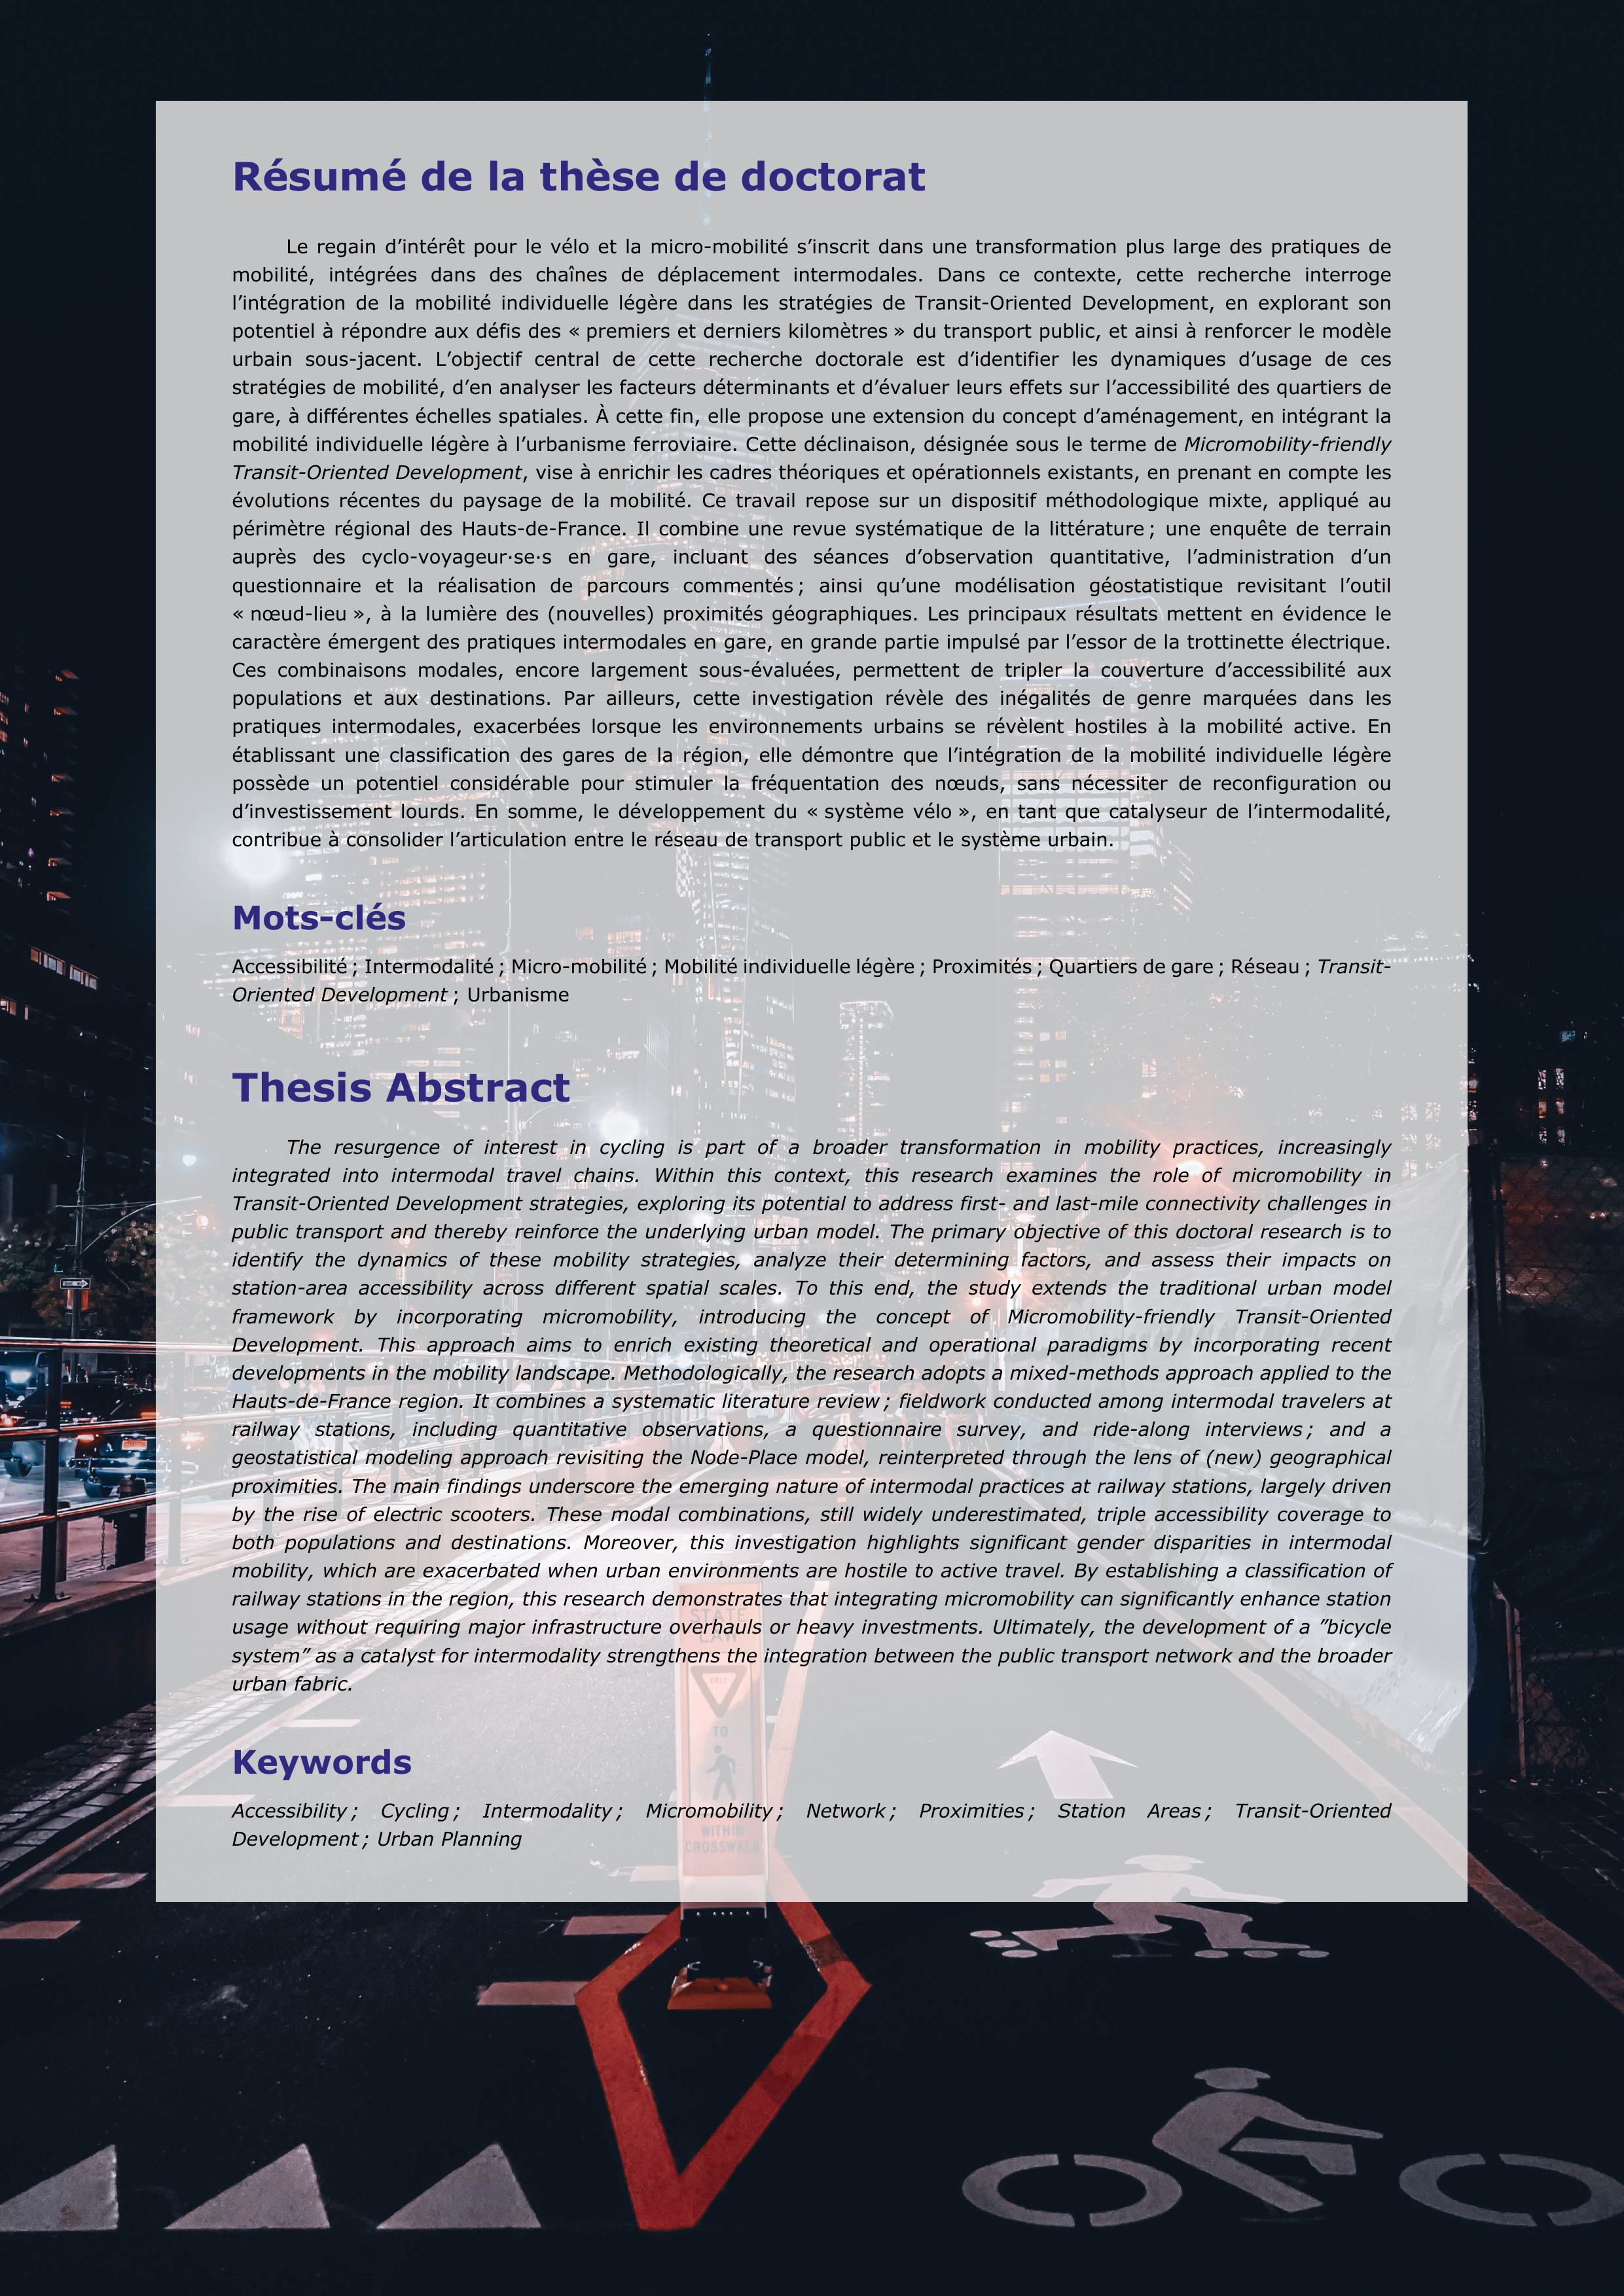 Résumé de la thèse de doctorat
Le regain d’intérêt pour le vélo et la micro-mobilité s’inscrit dans une transformation plus large des pratiques de
mobilité, intégrées dans des chaînes de déplacement intermodales. Dans ce contexte, cette recherche interroge
l’intégration de la mobilité individuelle légère dans les stratégies de Transit-Oriented Development, en explorant son
potentiel à répondre aux défis des « premiers et derniers kilomètres » du transport public, et ainsi à renforcer le modèle
urbain sous-jacent. L’objectif central de cette recherche doctorale est d’identifier les dynamiques d’usage de ces
stratégies de mobilité, d’en analyser les facteurs déterminants et d’évaluer leurs effets sur l’accessibilité des quartiers de
gare, à différentes échelles spatiales. À cette fin, elle propose une extension du concept d’aménagement, en intégrant la
mobilité individuelle légère à l’urbanisme ferroviaire. Cette déclinaison, désignée sous le terme de Micromobility-friendly
Transit-Oriented Development, vise à enrichir les cadres théoriques et opérationnels existants, en prenant en compte les
évolutions récentes du paysage de la mobilité. Ce travail repose sur un dispositif méthodologique mixte, appliqué au
périmètre régional des Hauts-de-France. Il combine une revue systématique de la littérature ; une enquête de terrain
auprès des cyclo-voyageur·se·s en gare, incluant des séances d’observation quantitative, l’administration d’un
questionnaire et la réalisation de parcours commentés ; ainsi qu’une modélisation géostatistique revisitant l’outil
« nœud-lieu », à la lumière des (nouvelles) proximités géographiques. Les principaux résultats mettent en évidence le
caractère émergent des pratiques intermodales en gare, en grande partie impulsé par l’essor de la trottinette électrique.
Ces combinaisons modales, encore largement sous-évaluées, permettent de tripler la couverture d’accessibilité aux
populations et aux destinations. Par ailleurs, cette investigation révèle des inégalités de genre marquées dans les
pratiques intermodales, exacerbées lorsque les environnements urbains se révèlent hostiles à la mobilité active. En
établissant une classification des gares de la région, elle démontre que l’intégration de la mobilité individuelle légère
possède un potentiel considérable pour stimuler la fréquentation des nœuds, sans nécessiter de reconfiguration ou
d’investissement lourds. En somme, le développement du « système vélo », en tant que catalyseur de l’intermodalité,
contribue à consolider l’articulation entre le réseau de transport public et le système urbain.
Mots-clés
Accessibilité ; Intermodalité ; Micro-mobilité ; Mobilité individuelle légère ; Proximités ; Quartiers de gare ; Réseau ; Transit-
Oriented Development ; Urbanisme
Thesis Abstract
The resurgence of interest in cycling is part of a broader transformation in mobility practices, increasingly
integrated into intermodal travel chains. Within this context, this research examines the role of micromobility in
Transit-Oriented Development strategies, exploring its potential to address first- and last-mile connectivity challenges in
public transport and thereby reinforce the underlying urban model. The primary objective of this doctoral research is to
identify the dynamics of these mobility strategies, analyze their determining factors, and assess their impacts on
station-area accessibility across different spatial scales. To this end, the study extends the traditional urban model
framework by incorporating micromobility, introducing the concept of Micromobility-friendly Transit-Oriented
Development. This approach aims to enrich existing theoretical and operational paradigms by incorporating recent
developments in the mobility landscape. Methodologically, the research adopts a mixed-methods approach applied to the
Hauts-de-France region. It combines a systematic literature review ; fieldwork conducted among intermodal travelers at
railway stations, including quantitative observations, a questionnaire survey, and ride-along interviews ; and a
geostatistical modeling approach revisiting the Node-Place model, reinterpreted through the lens of (new) geographical
proximities. The main findings underscore the emerging nature of intermodal practices at railway stations, largely driven
by the rise of electric scooters. These modal combinations, still widely underestimated, triple accessibility coverage to
both populations and destinations. Moreover, this investigation highlights significant gender disparities in intermodal
mobility, which are exacerbated when urban environments are hostile to active travel. By establishing a classification of
railway stations in the region, this research demonstrates that integrating micromobility can significantly enhance station
usage without requiring major infrastructure overhauls or heavy investments. Ultimately, the development of a ”bicycle
system” as a catalyst for intermodality strengthens the integration between the public transport network and the broader
urban fabric.
STATE
LAW
TO
WITHIN
CROSSWALK
Keywords
Accessibility ; Cycling ; Intermodality ; Micromobility ; Network ; Proximities ; Station Areas ; Transit-Oriented
Development ; Urban Planning